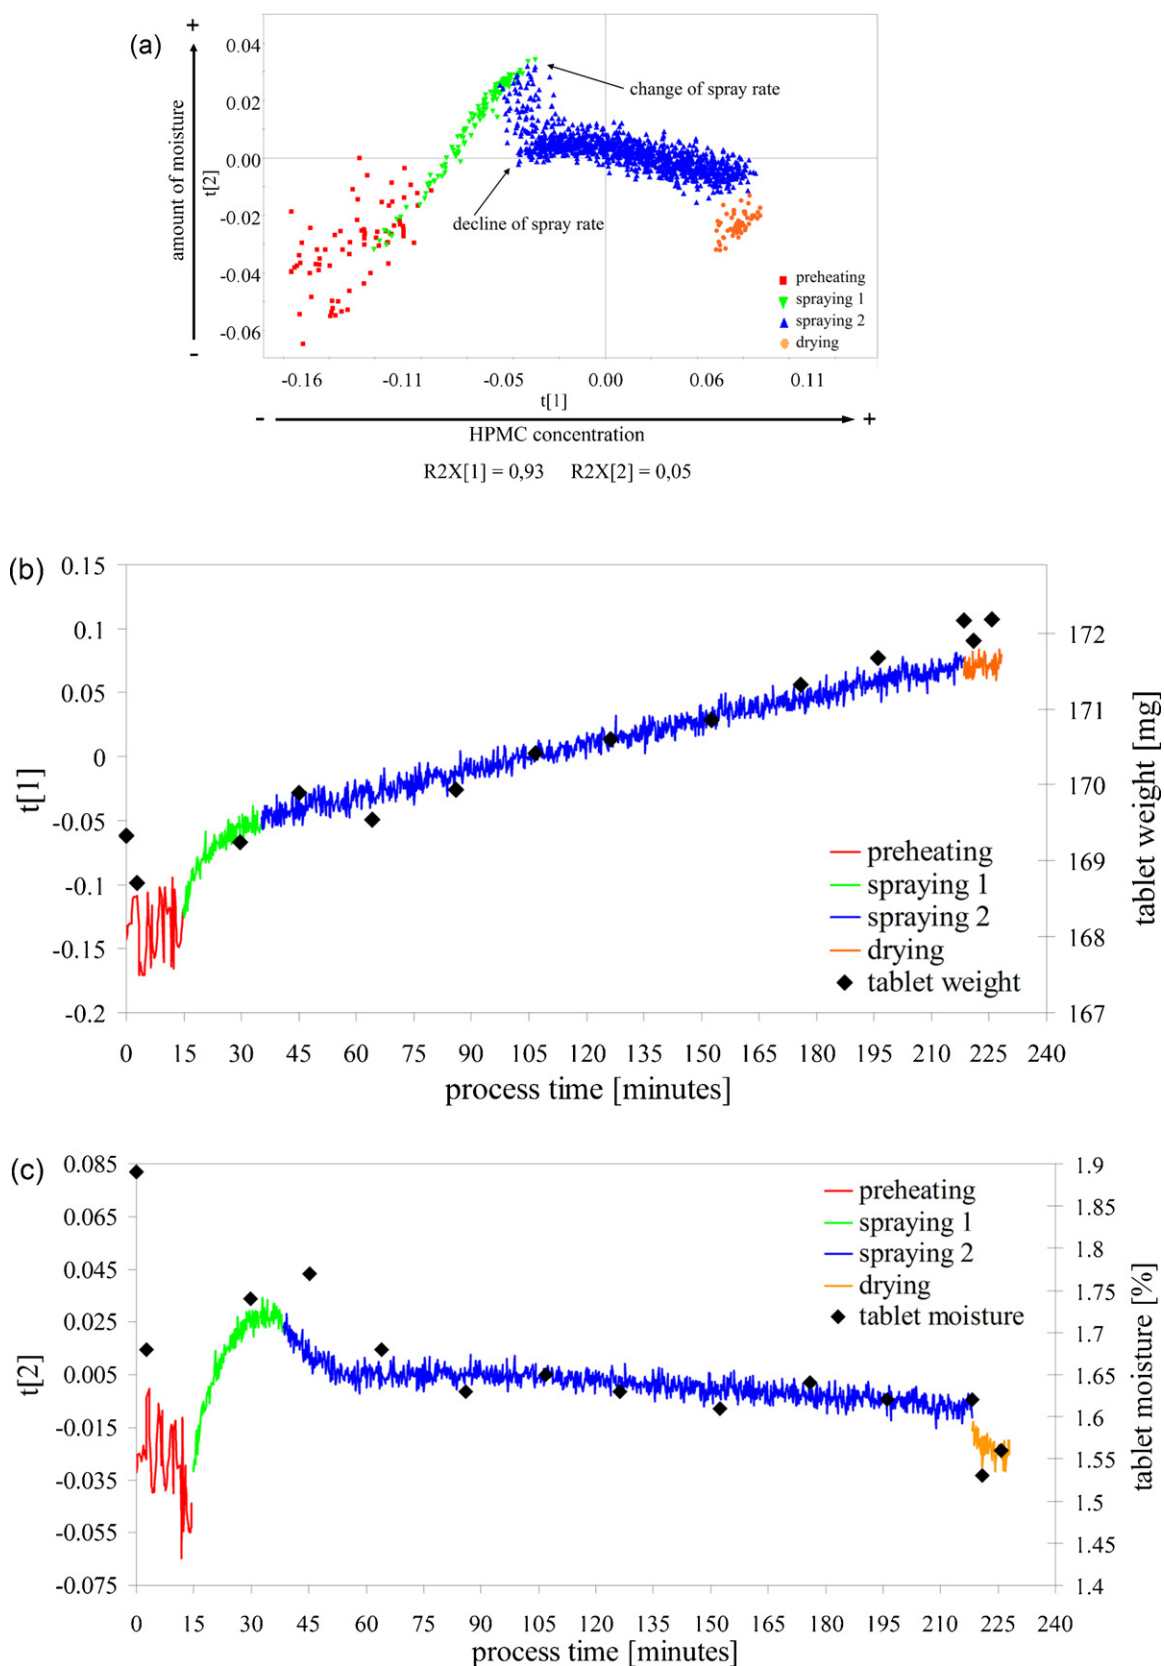 (a)
+
-
amount of moisture
t[2]
0.04
0.02
0.00
-0.02
-0.04
-0.06
change of spray rate
decline of spray rate
preheating
spraying 1
spraying 2
drying
-0.16 -0.11 -0.05 0.00 0.06 0.11
t[1]
- +
HPMC concentration
R2X[1] = 0,93 R2X[2] = 0,05
(b)
t[1]
0.15
0.1
0.05
0
-0.05
-0.1
-0.15
-0.2
172
171
170
169
168
167
tablet weight [mg]
preheating
spraying 1
spraying 2
drying
tablet weight
0 15 30 45 60 75 90 105 120 135 150 165 180 195 210 225 240
process time [minutes]
(c)
t[2]
0.085
0.065
0.045
0.025
0.005
-0.015
-0.035
-0.055
-0.075
1.9
1.85
1.8
1.75
1.7
1.65
1.6
1.55
1.5
1.45
1.4
tablet moisture [%]
preheating
spraying 1
spraying 2
drying
tablet moisture
0 15 30 45 60 75 90 105 120 135 150 165 180 195 210 225 240
process time [minutes]